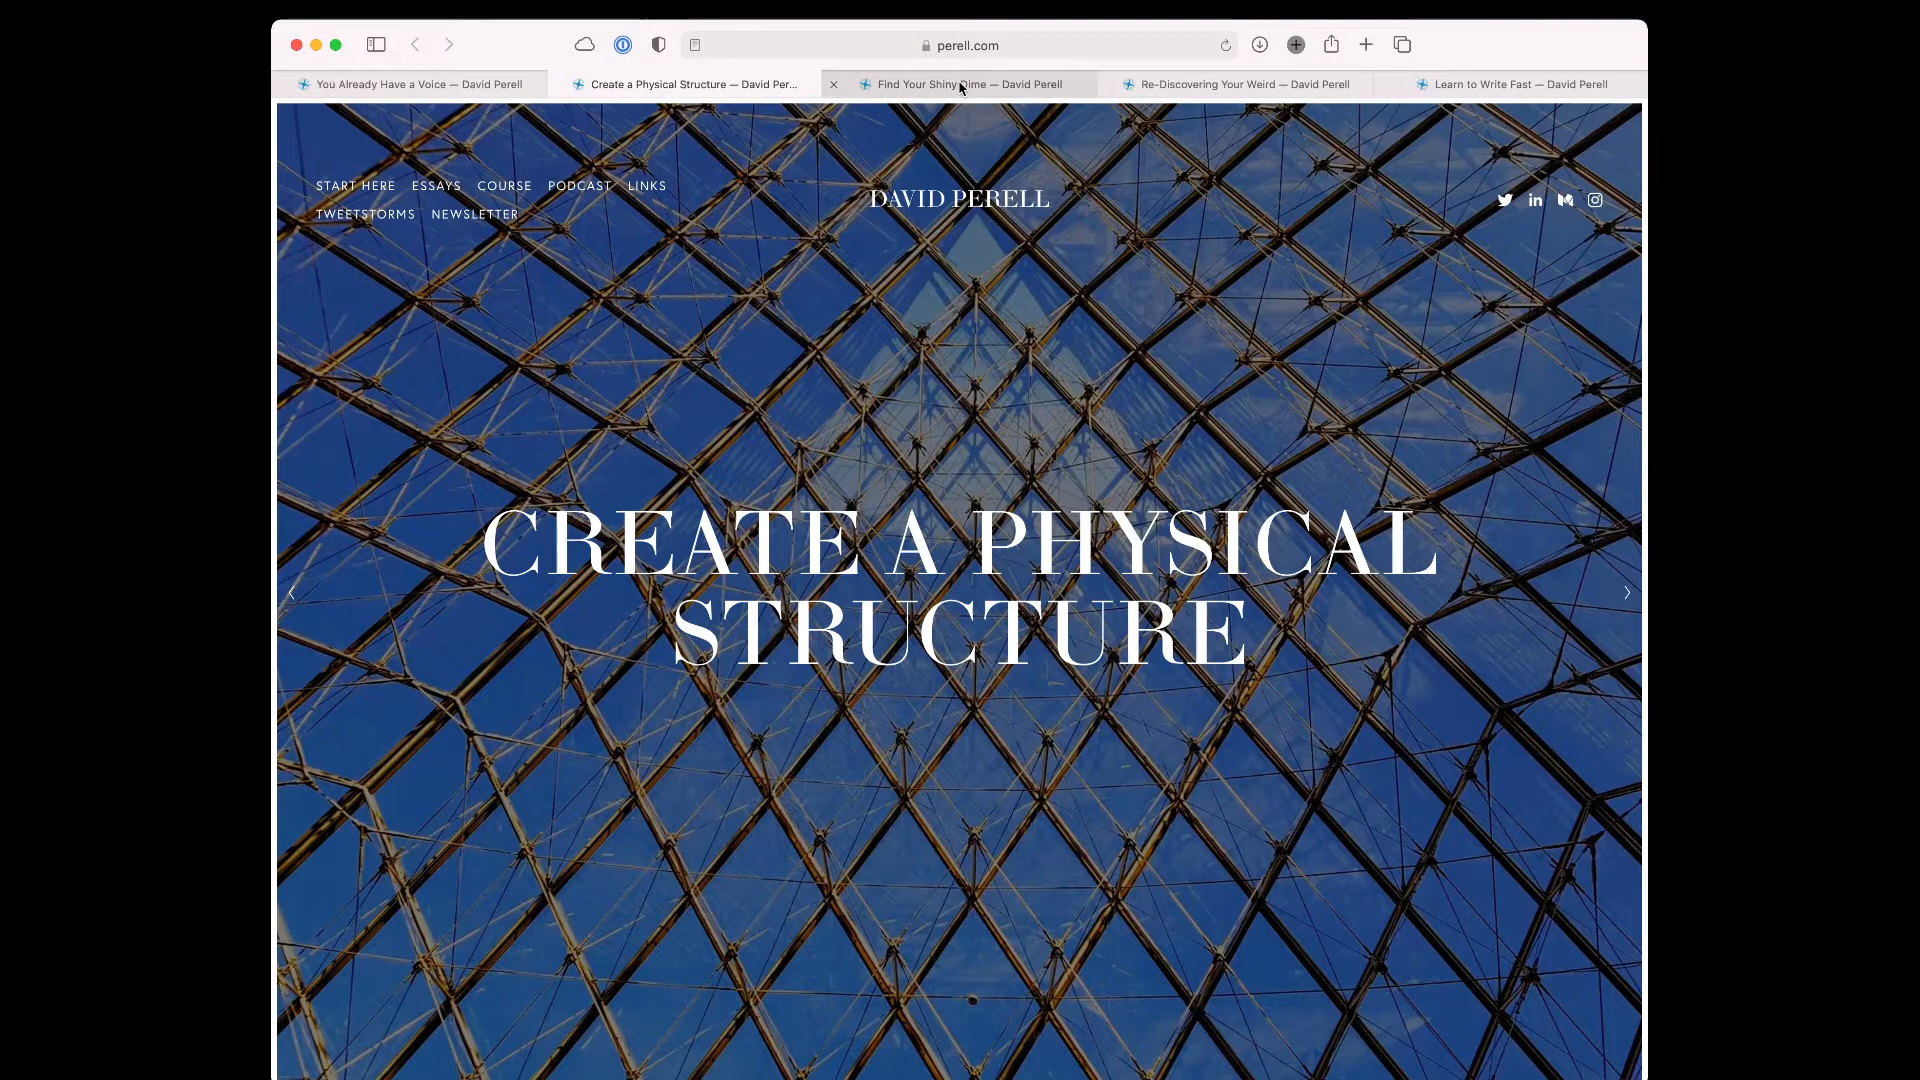 perell.com
You Already Have a Voice — David Perell
Create a Physical Structure — David Per...
Find Your Shiny Dime — David Perell
Re-Discovering Your Weird — David Perell
Learn to Write Fast — David Perell
START HERE ESSAYS COURSE PODCAST LINKS
TWEETSTORMS NEWSLETTER
DAVID PERELL
CREATE A PHYSICAL
STRUCTURE